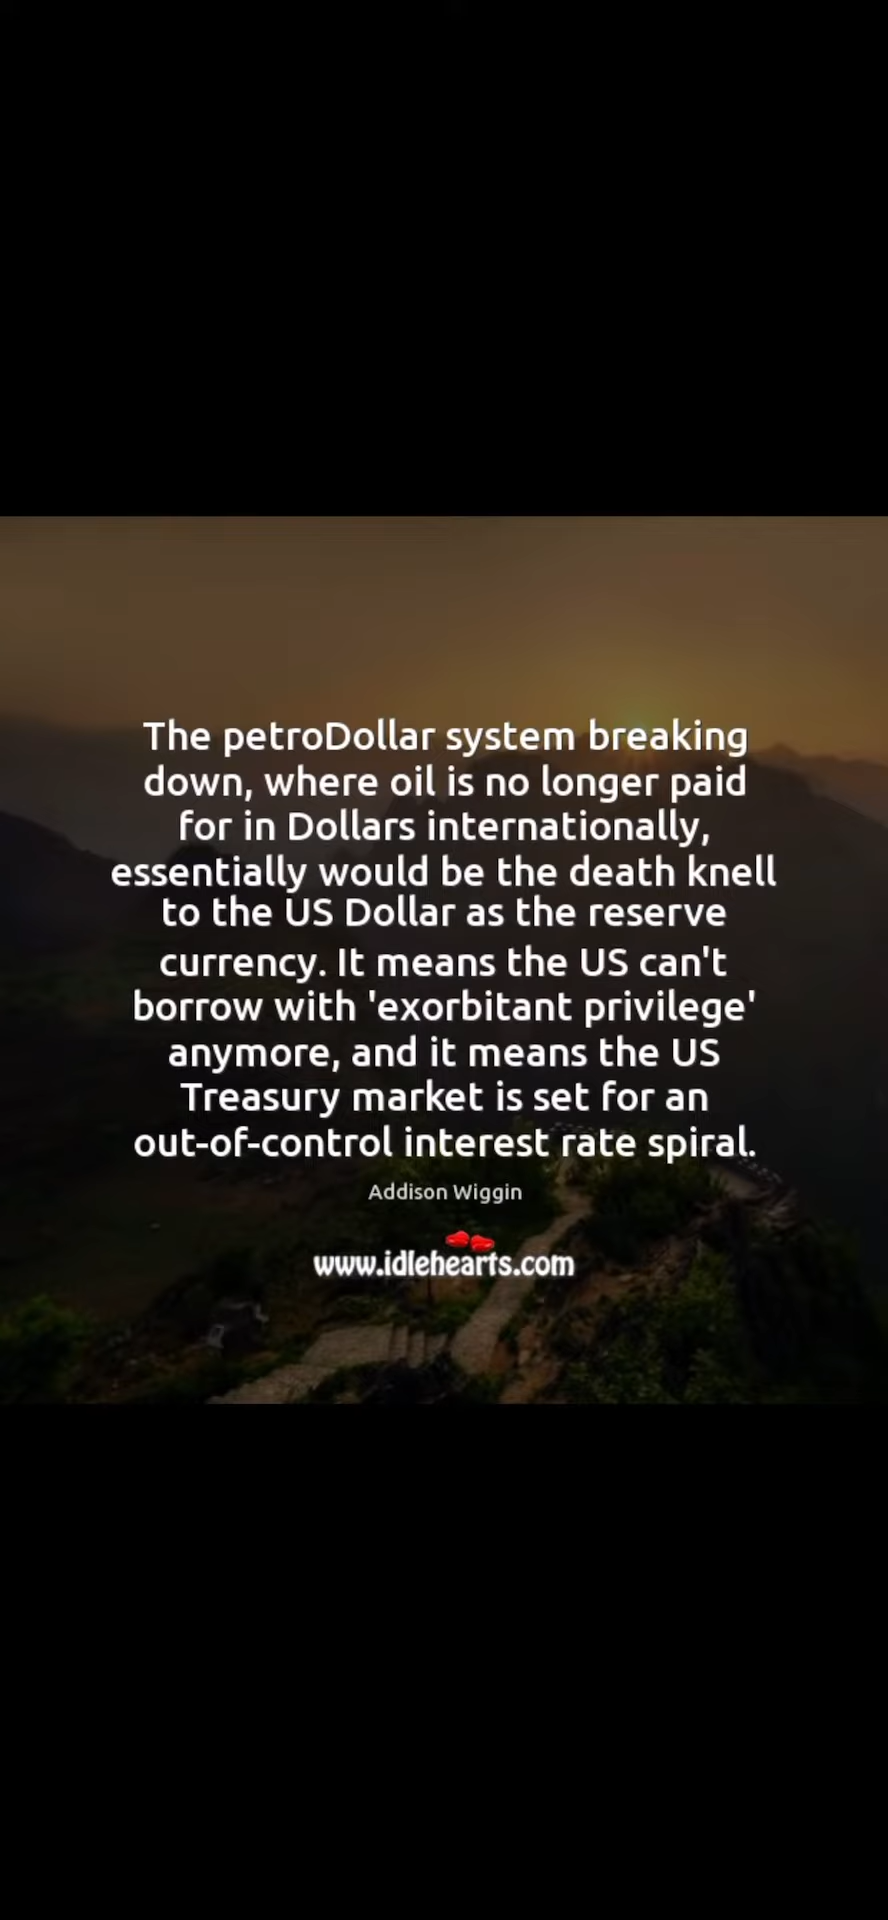 The petroDollar system breaking
down, where oil is no longer paid
for in Dollars internationally,
essentially would be the death knell
to the US Dollar as the reserve
currency. It means the US can't
borrow with 'exorbitant privilege'
anymore, and it means the US
Treasury market is set for an
out-of-control interest rate spiral.
Addison Wiggin
www.idlehearts.com